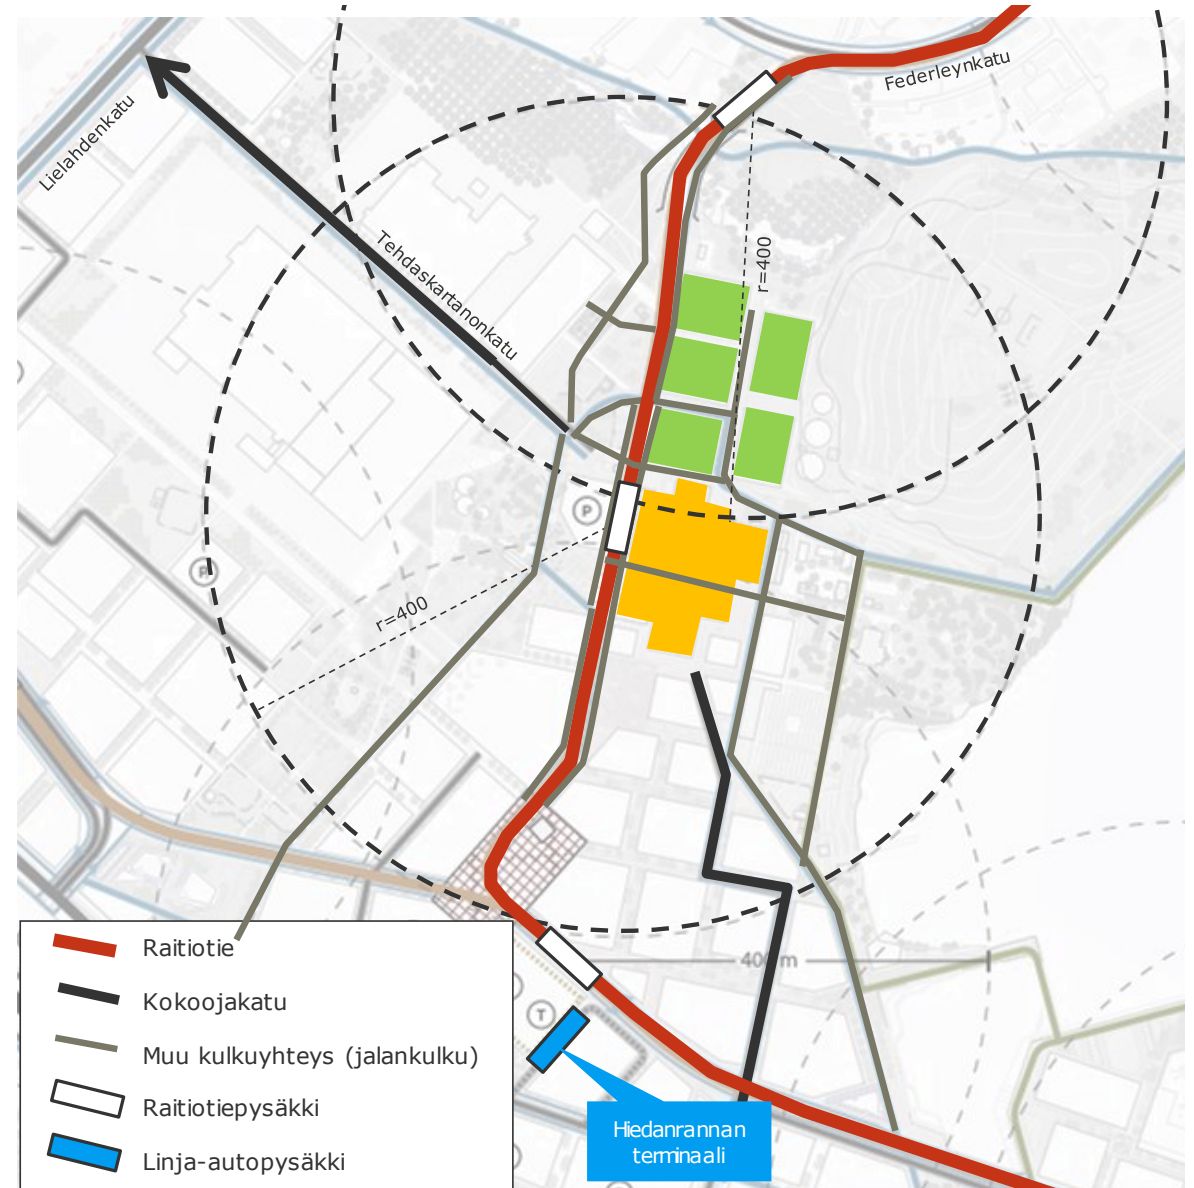 Federleynkatu
Lielahdenkatu
Tehdaskartanonkatu
r=400
P
P
r=400
400 m
T
Raitiotie
Kokoojakatu
Muu kulkuyhteys (jalankulku)
Raitiotiepysäkki
Linja-autopysäkki
Hiedanrannan
terminaali